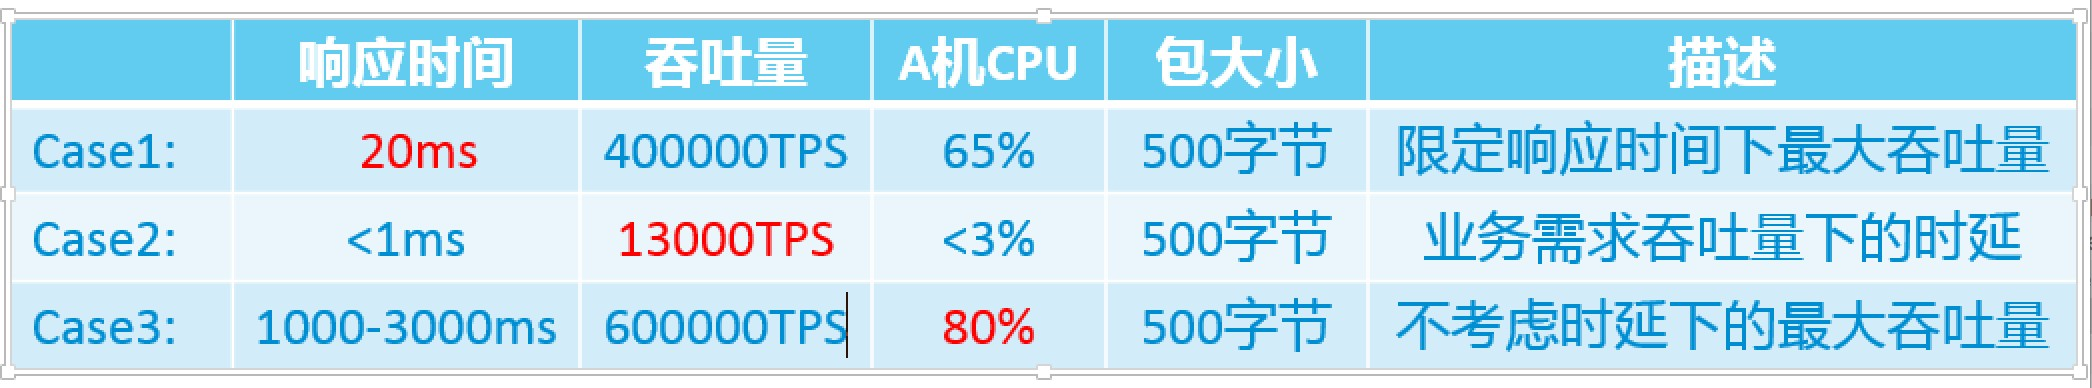 响应时间 吞吐量 A机CPU 包大小 描述
Case1: 20ms 400000TPS 65% 500字节 限定响应时间下最大吞吐量
Case2: <1ms 13000TPS <3% 500字节 业务需求吞吐量下的时延
Case3: 1000-3000ms 600000TPS 80% 500字节 不考虑时延下的最大吞吐量